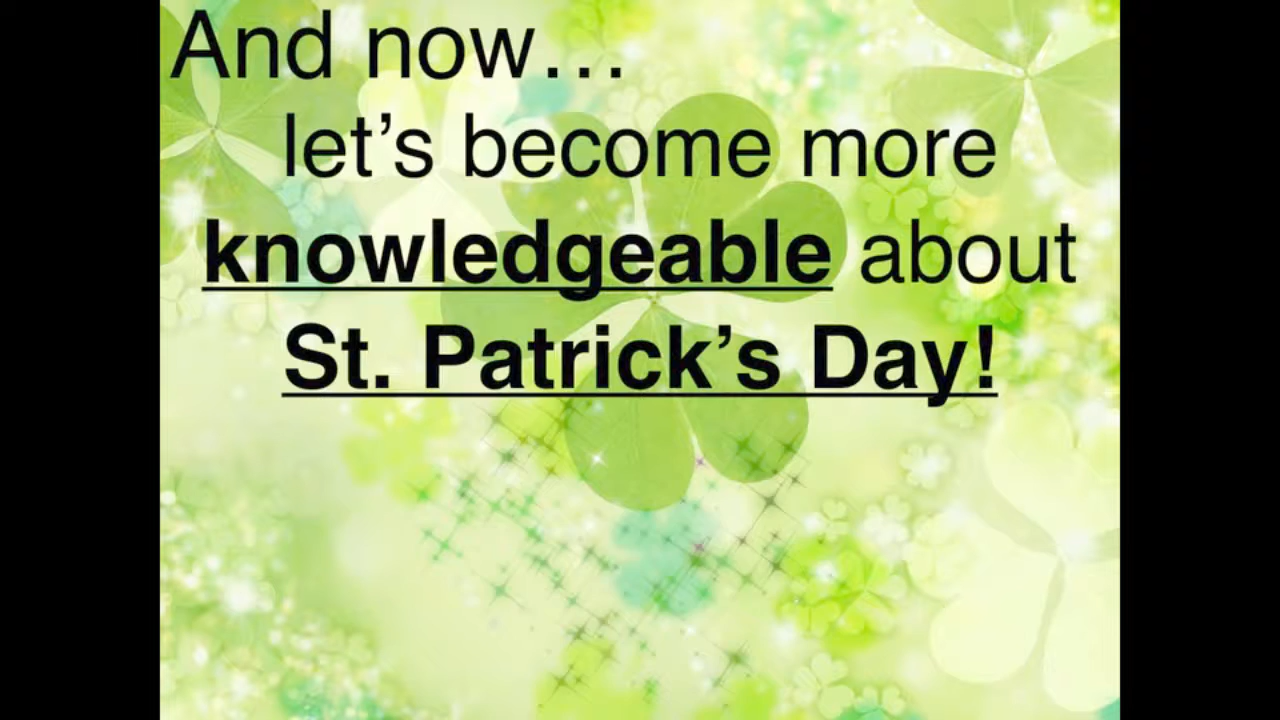 And now…
let’s become more
knowledgeable about
St. Patrick’s Day!